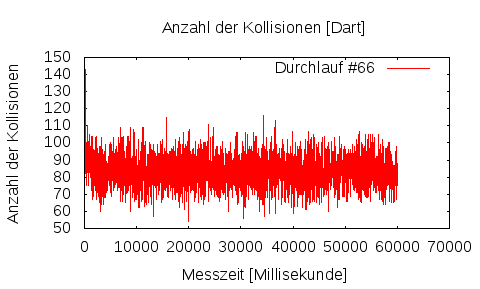 Anzahl der Kollisionen [Dart]
Durchlauf #66
Anzahl der Kollisionen
150
140
130
120
110
100
90
80
70
60
50
0 10000 20000 30000 40000 50000 60000 70000
Messzeit [Millisekunde]